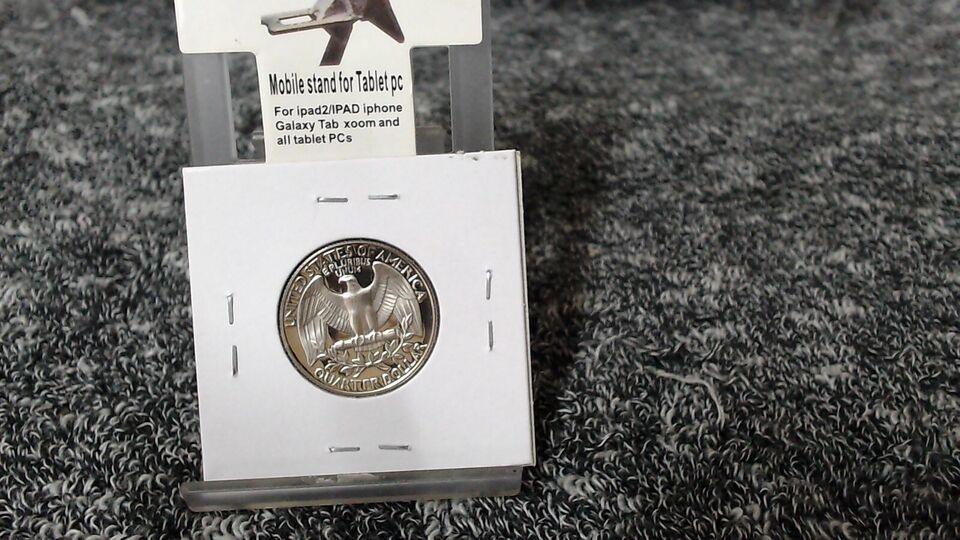 Mobile stand for Tablet pc
For ipad2/IPAD iphone
Galaxy Tab xoom and
all tablet PCs
UNITED STATES OF AMERICA
E PLURIBUS
UNUM
QUARTER DOLLAR